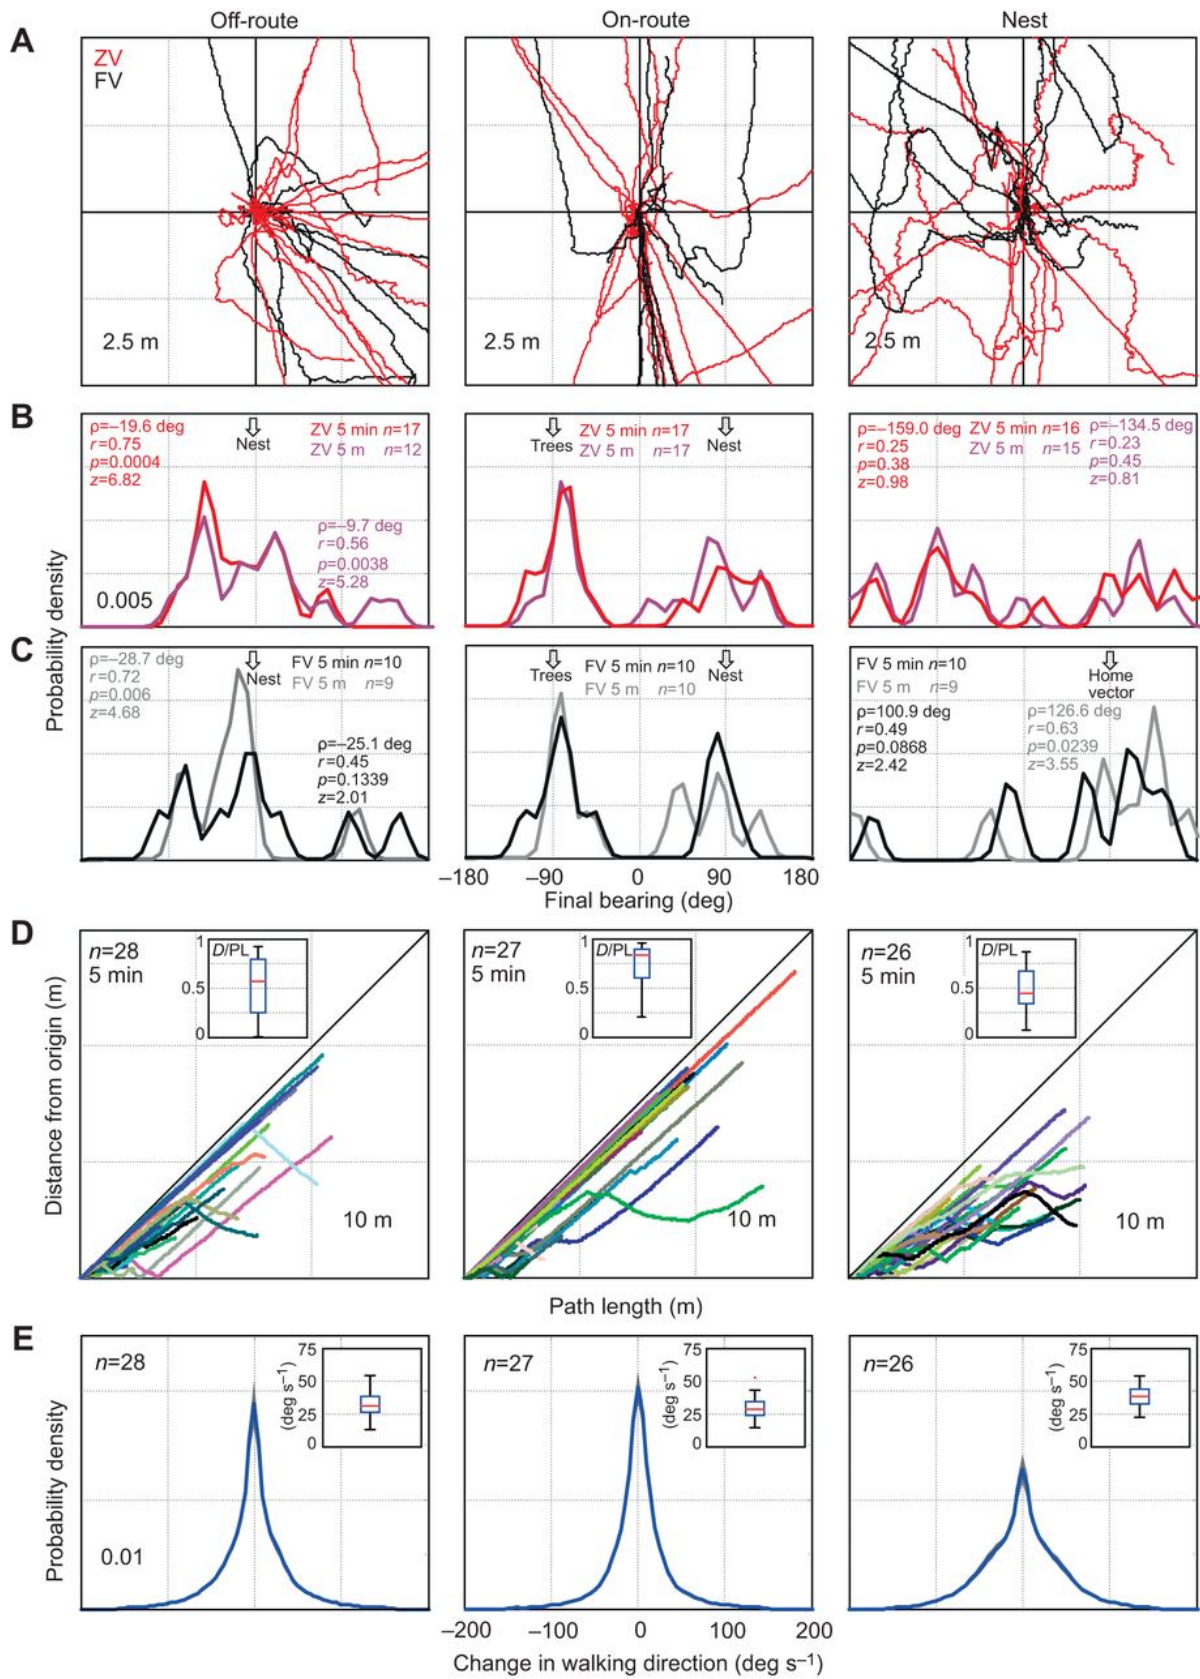 Off-route On-route Nest
A
ZV
FV
2.5 m 2.5 m 2.5 m
B
ρ=–19.6 deg
r=0.75
p=0.0004
z=6.82
Nest
ZV 5 min n=17
ZV 5 m n=12
ρ=–9.7 deg
r=0.56
p=0.0038
z=5.28
0.005
Trees
ZV 5 min n=17
ZV 5 m n=17
Nest
ρ=–159.0 deg
r=0.25
p=0.38
z=0.98
ZV 5 min n=16
ZV 5 m n=15
ρ=–134.5 deg
r=0.23
p=0.45
z=0.81
Probability density
C
ρ=–28.7 deg
r=0.72
p=0.006
z=4.68
Nest
FV 5 min n=10
FV 5 m n=9
ρ=–25.1 deg
r=0.45
p=0.1339
z=2.01
Trees
FV 5 min n=10
FV 5 m n=10
Nest
FV 5 min n=10
FV 5 m n=9
Home
vector
ρ=100.9 deg
r=0.49
p=0.0868
z=2.42
ρ=126.6 deg
r=0.63
p=0.0239
z=3.55
–180 –90 0 90 180
Final bearing (deg)
D
Distance from origin (m)
n=28
5 min
D/PL
1
0.5
0
10 m
n=27
5 min
D/PL
1
0.5
0
10 m
n=26
5 min
D/PL
1
0.5
0
10 m
Path length (m)
E
Probability density
n=28
(deg s–1)
75
50
25
0
0.01
n=27
(deg s–1)
75
50
25
0
n=26
(deg s–1)
75
50
25
0
–200 –100 0 100 200
Change in walking direction (deg s–1)